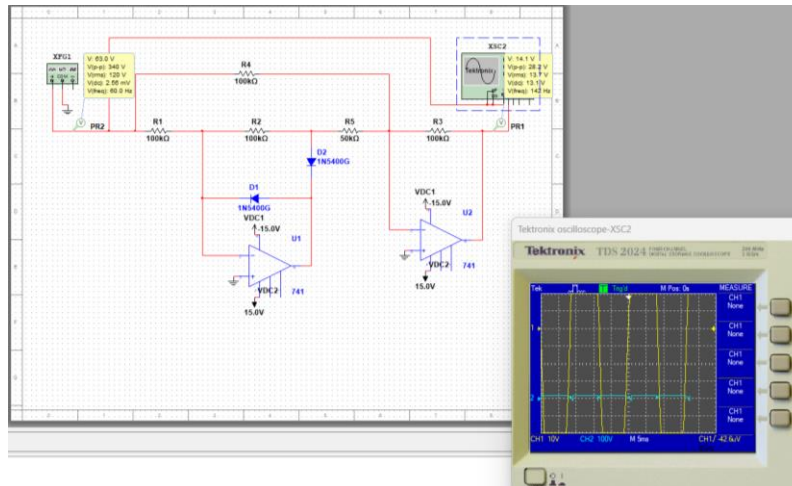 XFG1
V: 63.0 V
V(p-p): 340 V
V(rms): 120 V
V(dc): 2.56 mV
V(freq): 60.0 Hz
PR2
R4
100kΩ
XSC2
Tektronix
V: 14.1 V
V(p-p): 28.2 V
V(rms): 13.7 V
V(dc): 13.1 V
V(freq): 142 Hz
PR1
R1
100kΩ
R2
100kΩ
R5
50kΩ
R3
100kΩ
D2
1N5400G
D1
1N5400G
VDC1
-15.0V
U1
VDC2
741
15.0V
VDC1
-15.0V
U2
VDC2
741
15.0V
Tektronix oscilloscope-XSC2
Tektronix TDS 2024
Tek
Trig'd
M Pos: 0s
MEASURE
CH1
None
CH1
None
CH1
None
CH1
None
CH1
None
1
2
CH1 10V
CH2 100V
M 5ms